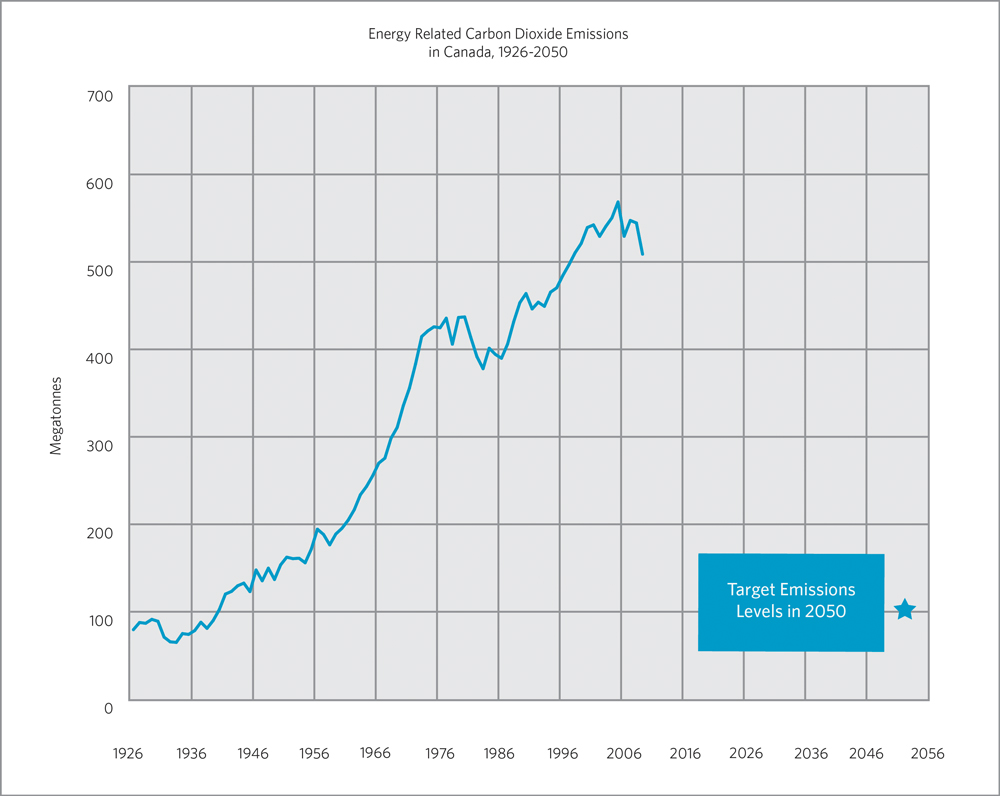 Energy Related Carbon Dioxide Emissions
in Canada, 1926-2050
700
600
500
400
300
200
100
0
Megatonnes
Target Emissions
Levels in 2050
1926 1936 1946 1956 1966 1976 1986 1996 2006 2016 2026 2036 2046 2056